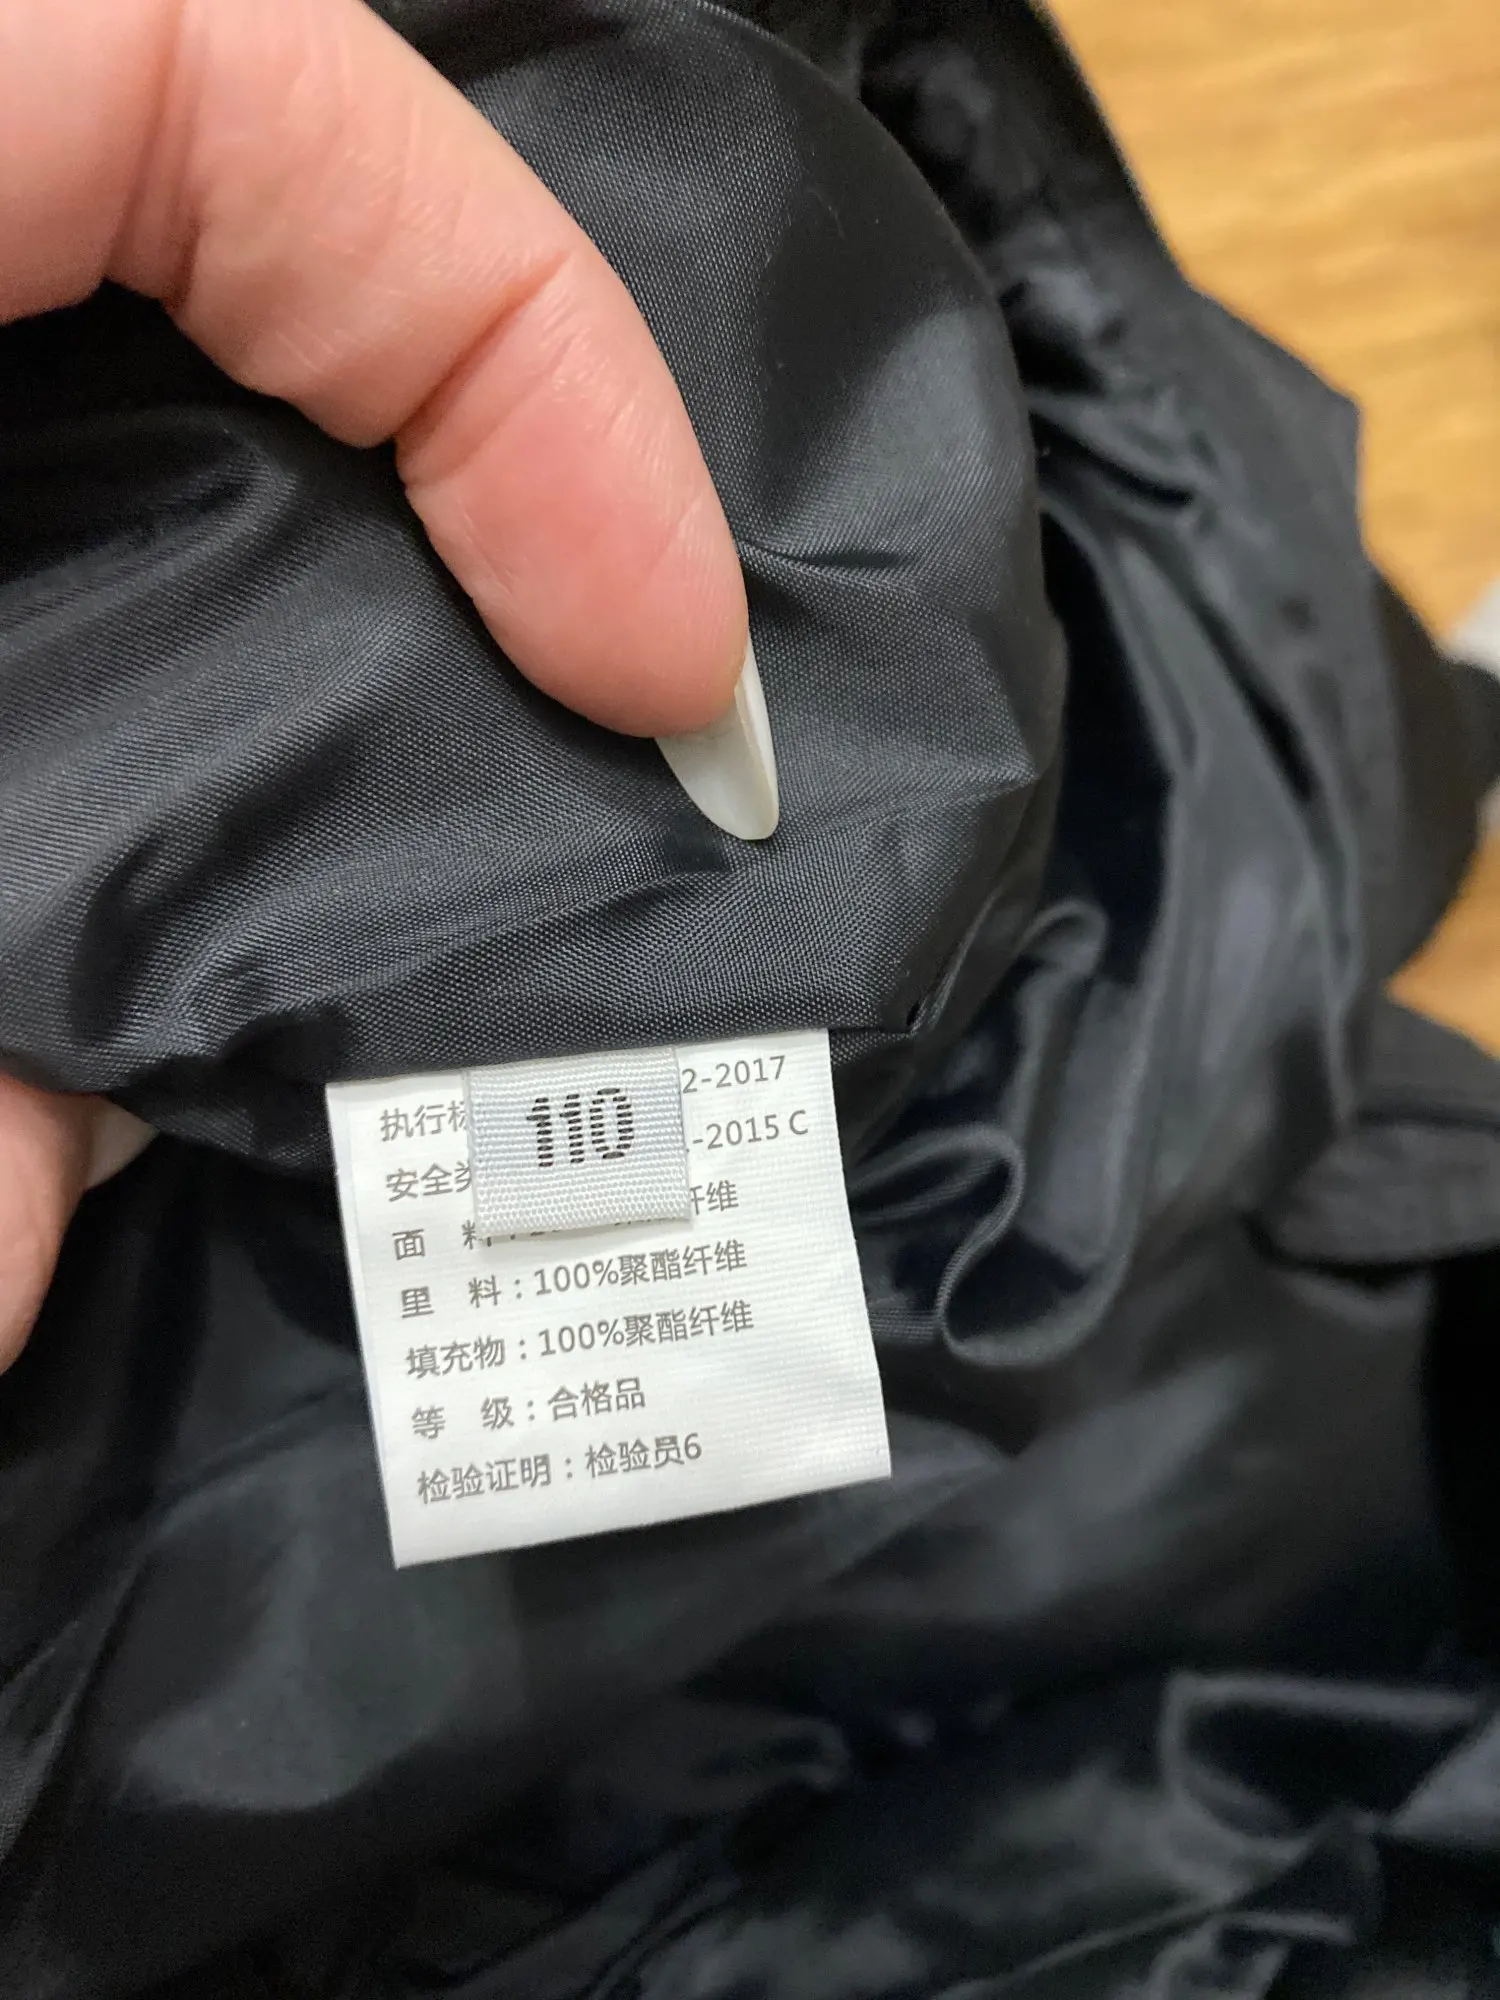 110
执行标 2-2017
安全类 -2015 C
面 料: 纤维
里 料:100%聚酯纤维
填充物:100%聚酯纤维
等 级:合格品
检验证明:检验员6